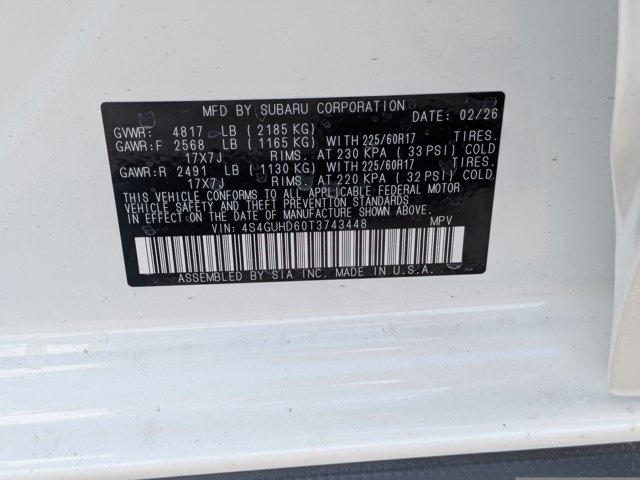 MFD BY SUBARU CORPORATION DATE: 02/26
GVWR: 4817 LB ( 2185 KG)
GAWR:F 2568 LB ( 1165 KG) WITH 225/60R17 TIRES.
17X7J RIMS. AT 230 KPA ( 33 PSI) COLD
GAWR:R 2491 LB ( 1130 KG) WITH 225/60R17 TIRES.
17X7J RIMS. AT 220 KPA ( 32 PSI) COLD
THIS VEHICLE CONFORMS TO ALL APPLICABLE FEDERAL MOTOR
VEHICLE SAFETY AND THEFT PREVENTION STANDARDS
IN EFFECT ON THE DATE OF MANUFACTURE SHOWN ABOVE.
VIN: 4S4GUHD60T3743448 MPV
ASSEMBLED BY SIA INC. MADE IN U.S.A.